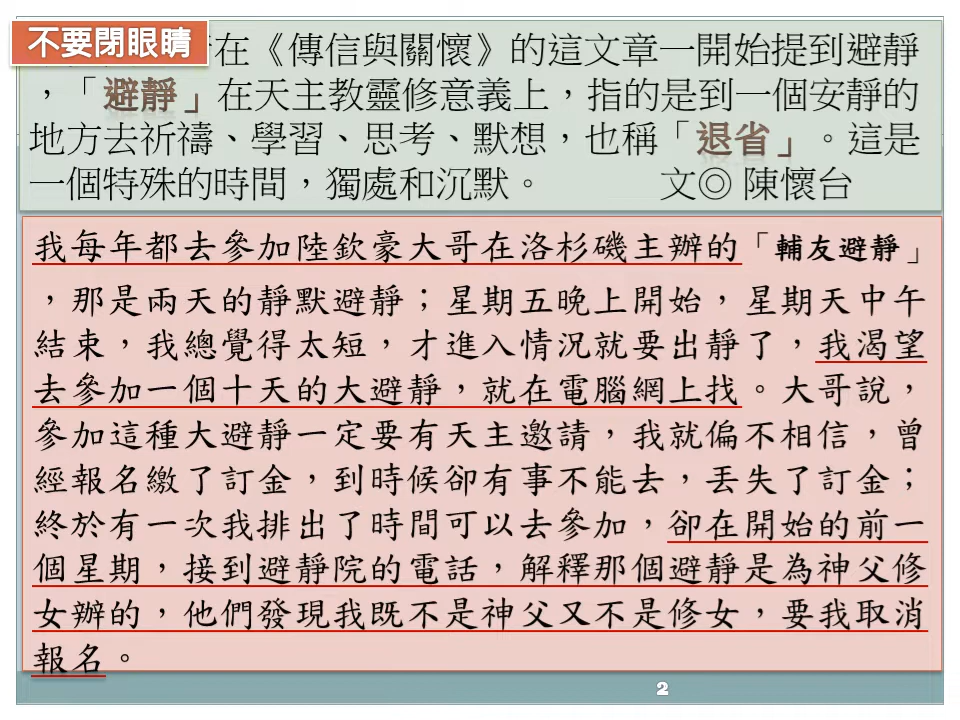 不要閉眼睛
在《傳信與關懷》的這文章一開始提到避靜
，「避靜」在天主教靈修意義上，指的是到一個安靜的
地方去祈禱、學習、思考、默想，也稱「退省」。這是
一個特殊的時間，獨處和沉默。 文◎ 陳懷台
我每年都去參加陸欽豪大哥在洛杉磯主辦的「輔友避靜」
，那是兩天的靜默避靜；星期五晚上開始，星期天中午
結束，我總覺得太短，才進入情況就要出靜了，我渴望
去參加一個十天的大避靜，就在電腦網上找。大哥說，
參加這種大避靜一定要有天主邀請，我就偏不相信，曾
經報名繳了訂金，到時候卻有事不能去，丟失了訂金；
終於有一次我排出了時間可以去參加，卻在開始的前一
個星期，接到避靜院的電話，解釋那個避靜是為神父修
女辦的，他們發現我既不是神父又不是修女，要我取消
報名。
2